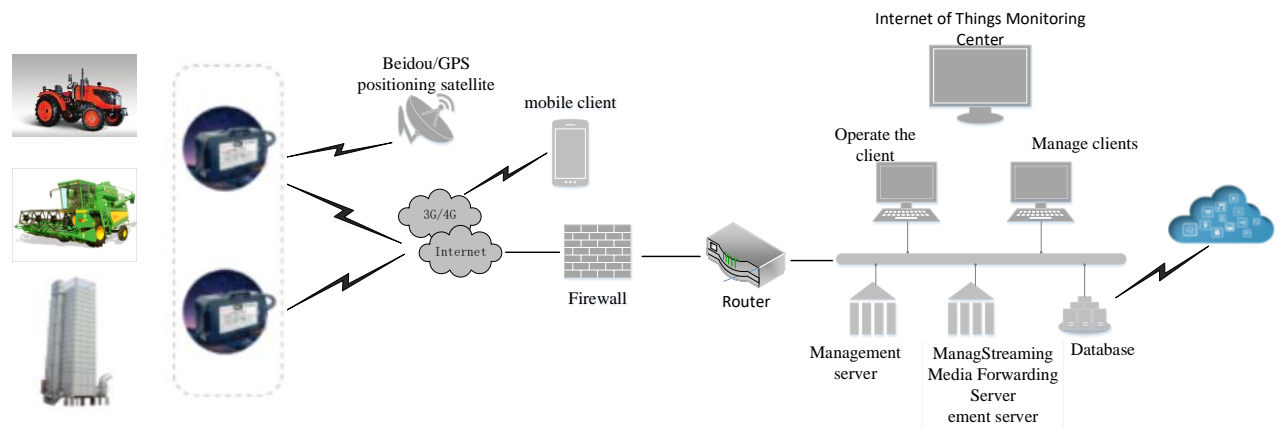 Internet of Things Monitoring
Center
Beidou/GPS
positioning satellite
mobile client
Operate the
client
Manage clients
3G/4G
Internet
Firewall
Router
Management
server
ManagStreaming
Media Forwarding
Server
ement server
Database